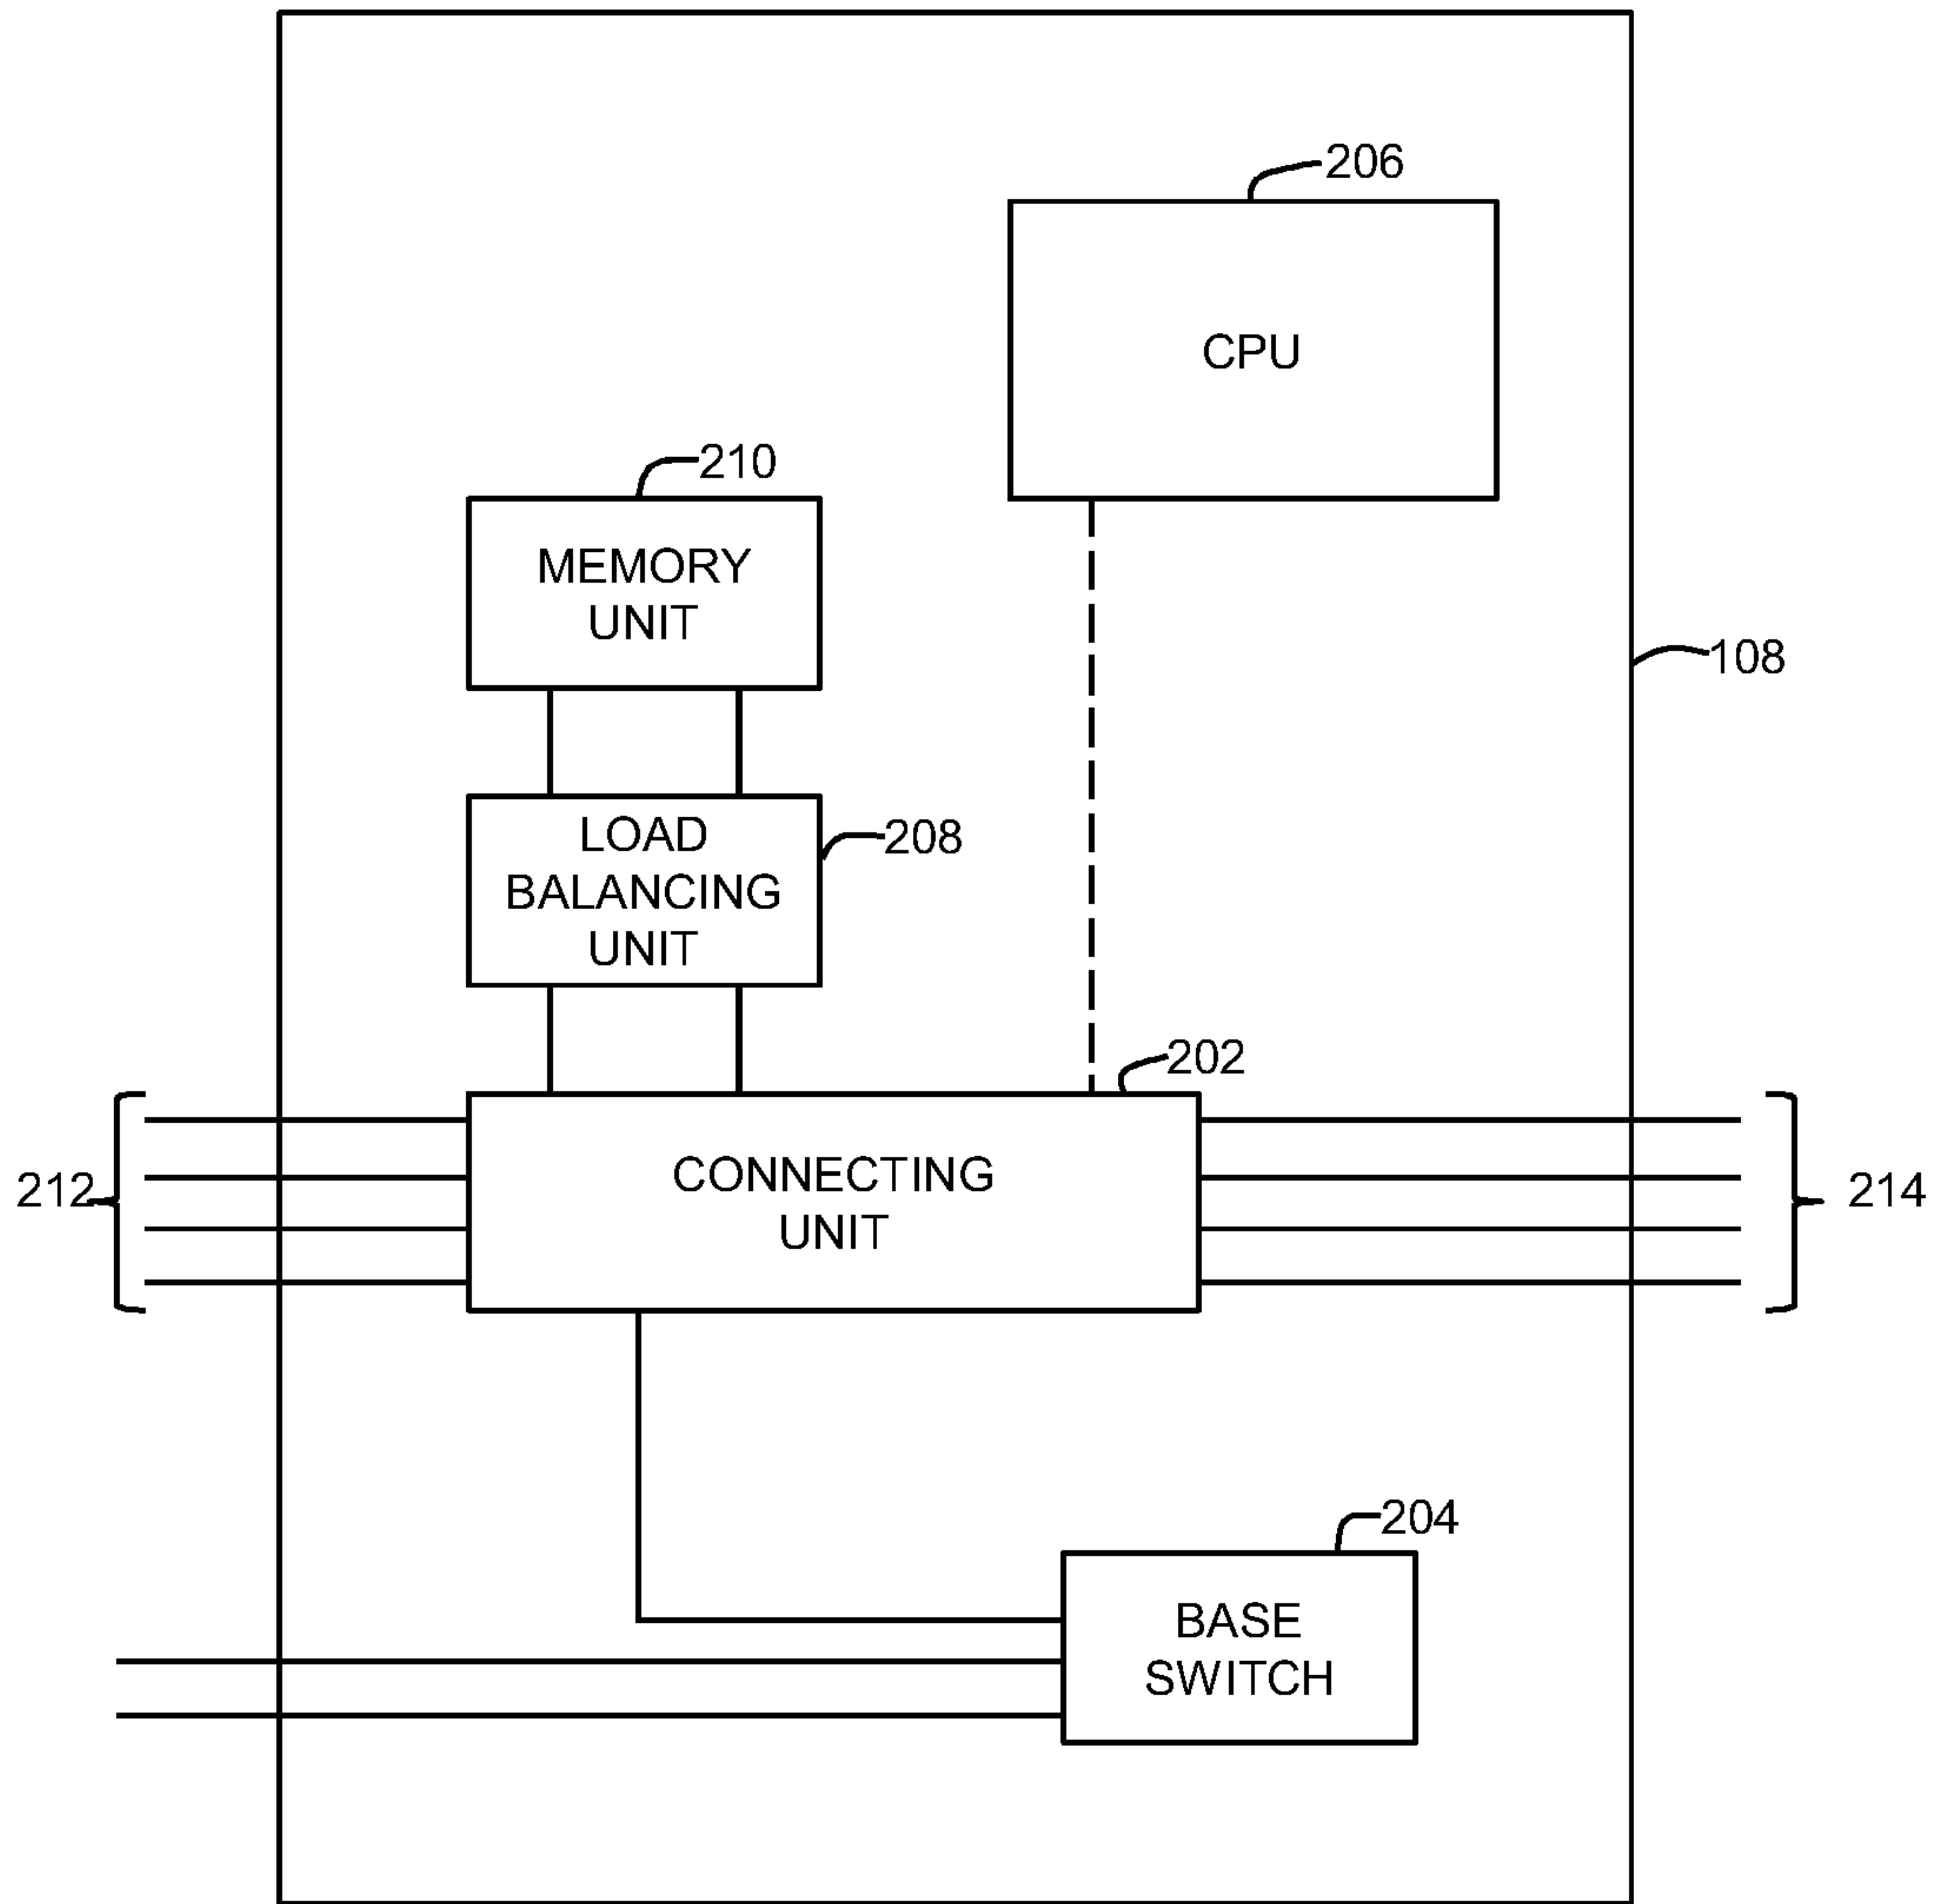 206
CPU
210
MEMORY
UNIT
108
LOAD
BALANCING
UNIT
208
202
212
CONNECTING
UNIT
214
204
BASE
SWITCH